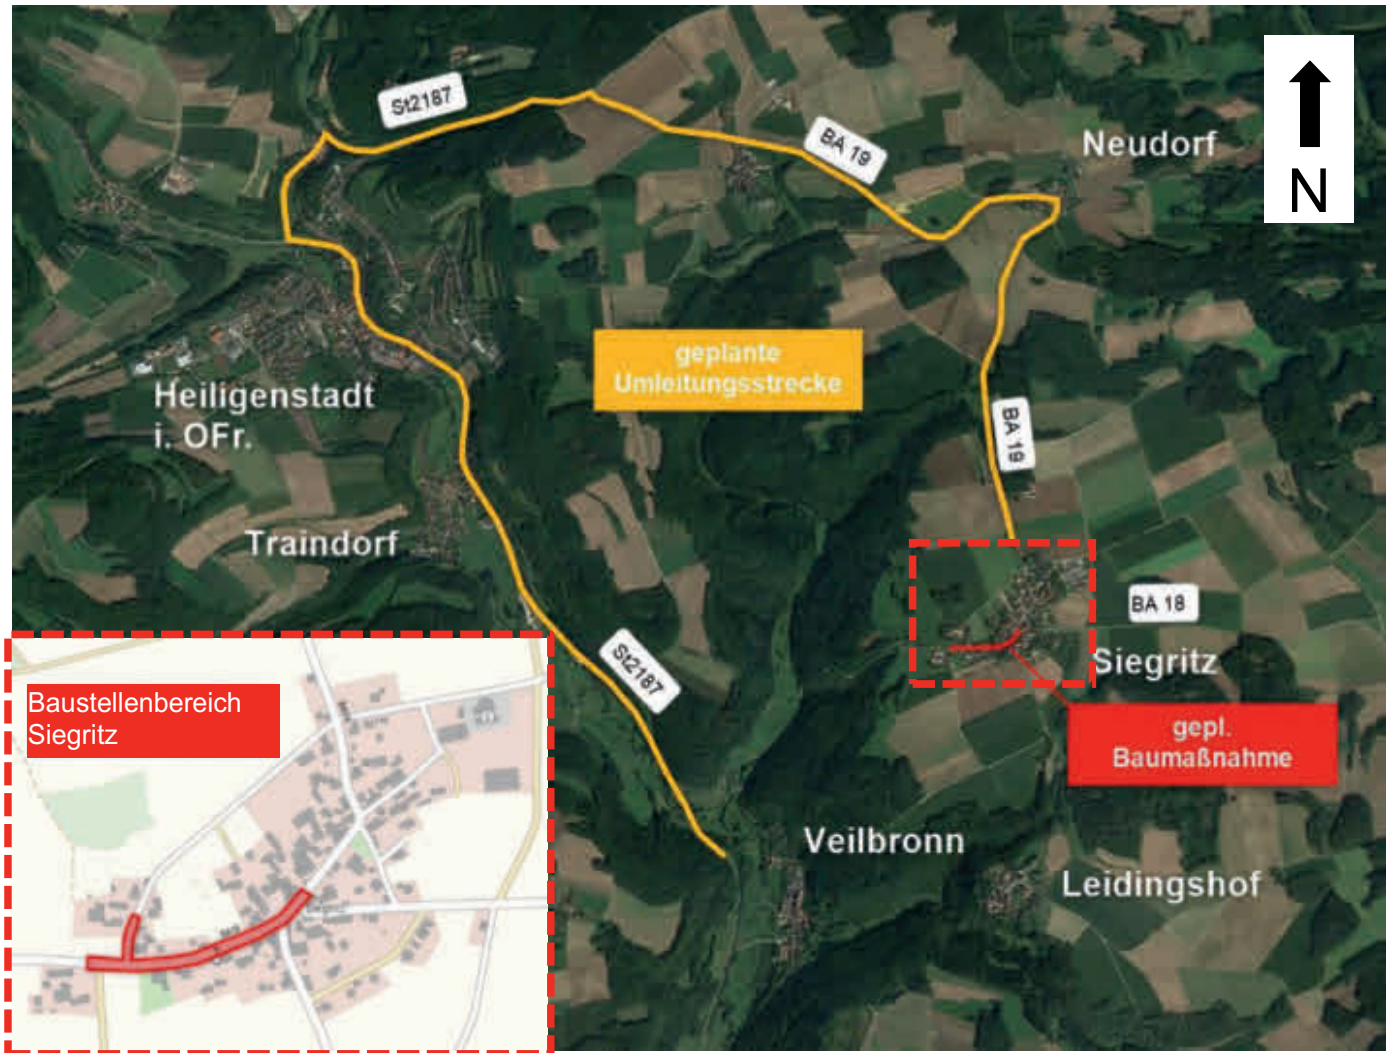 St2187
BA 19
Neudorf
N
geplante
Umleitungsstrecke
Heiligenstadt
i. OFr.
BA 19
Traindorf
BA 18
Siegritz
St2187
Baustellenbereich
Siegritz
gepl.
Baumaßnahme
Veilbronn
Leidingshof